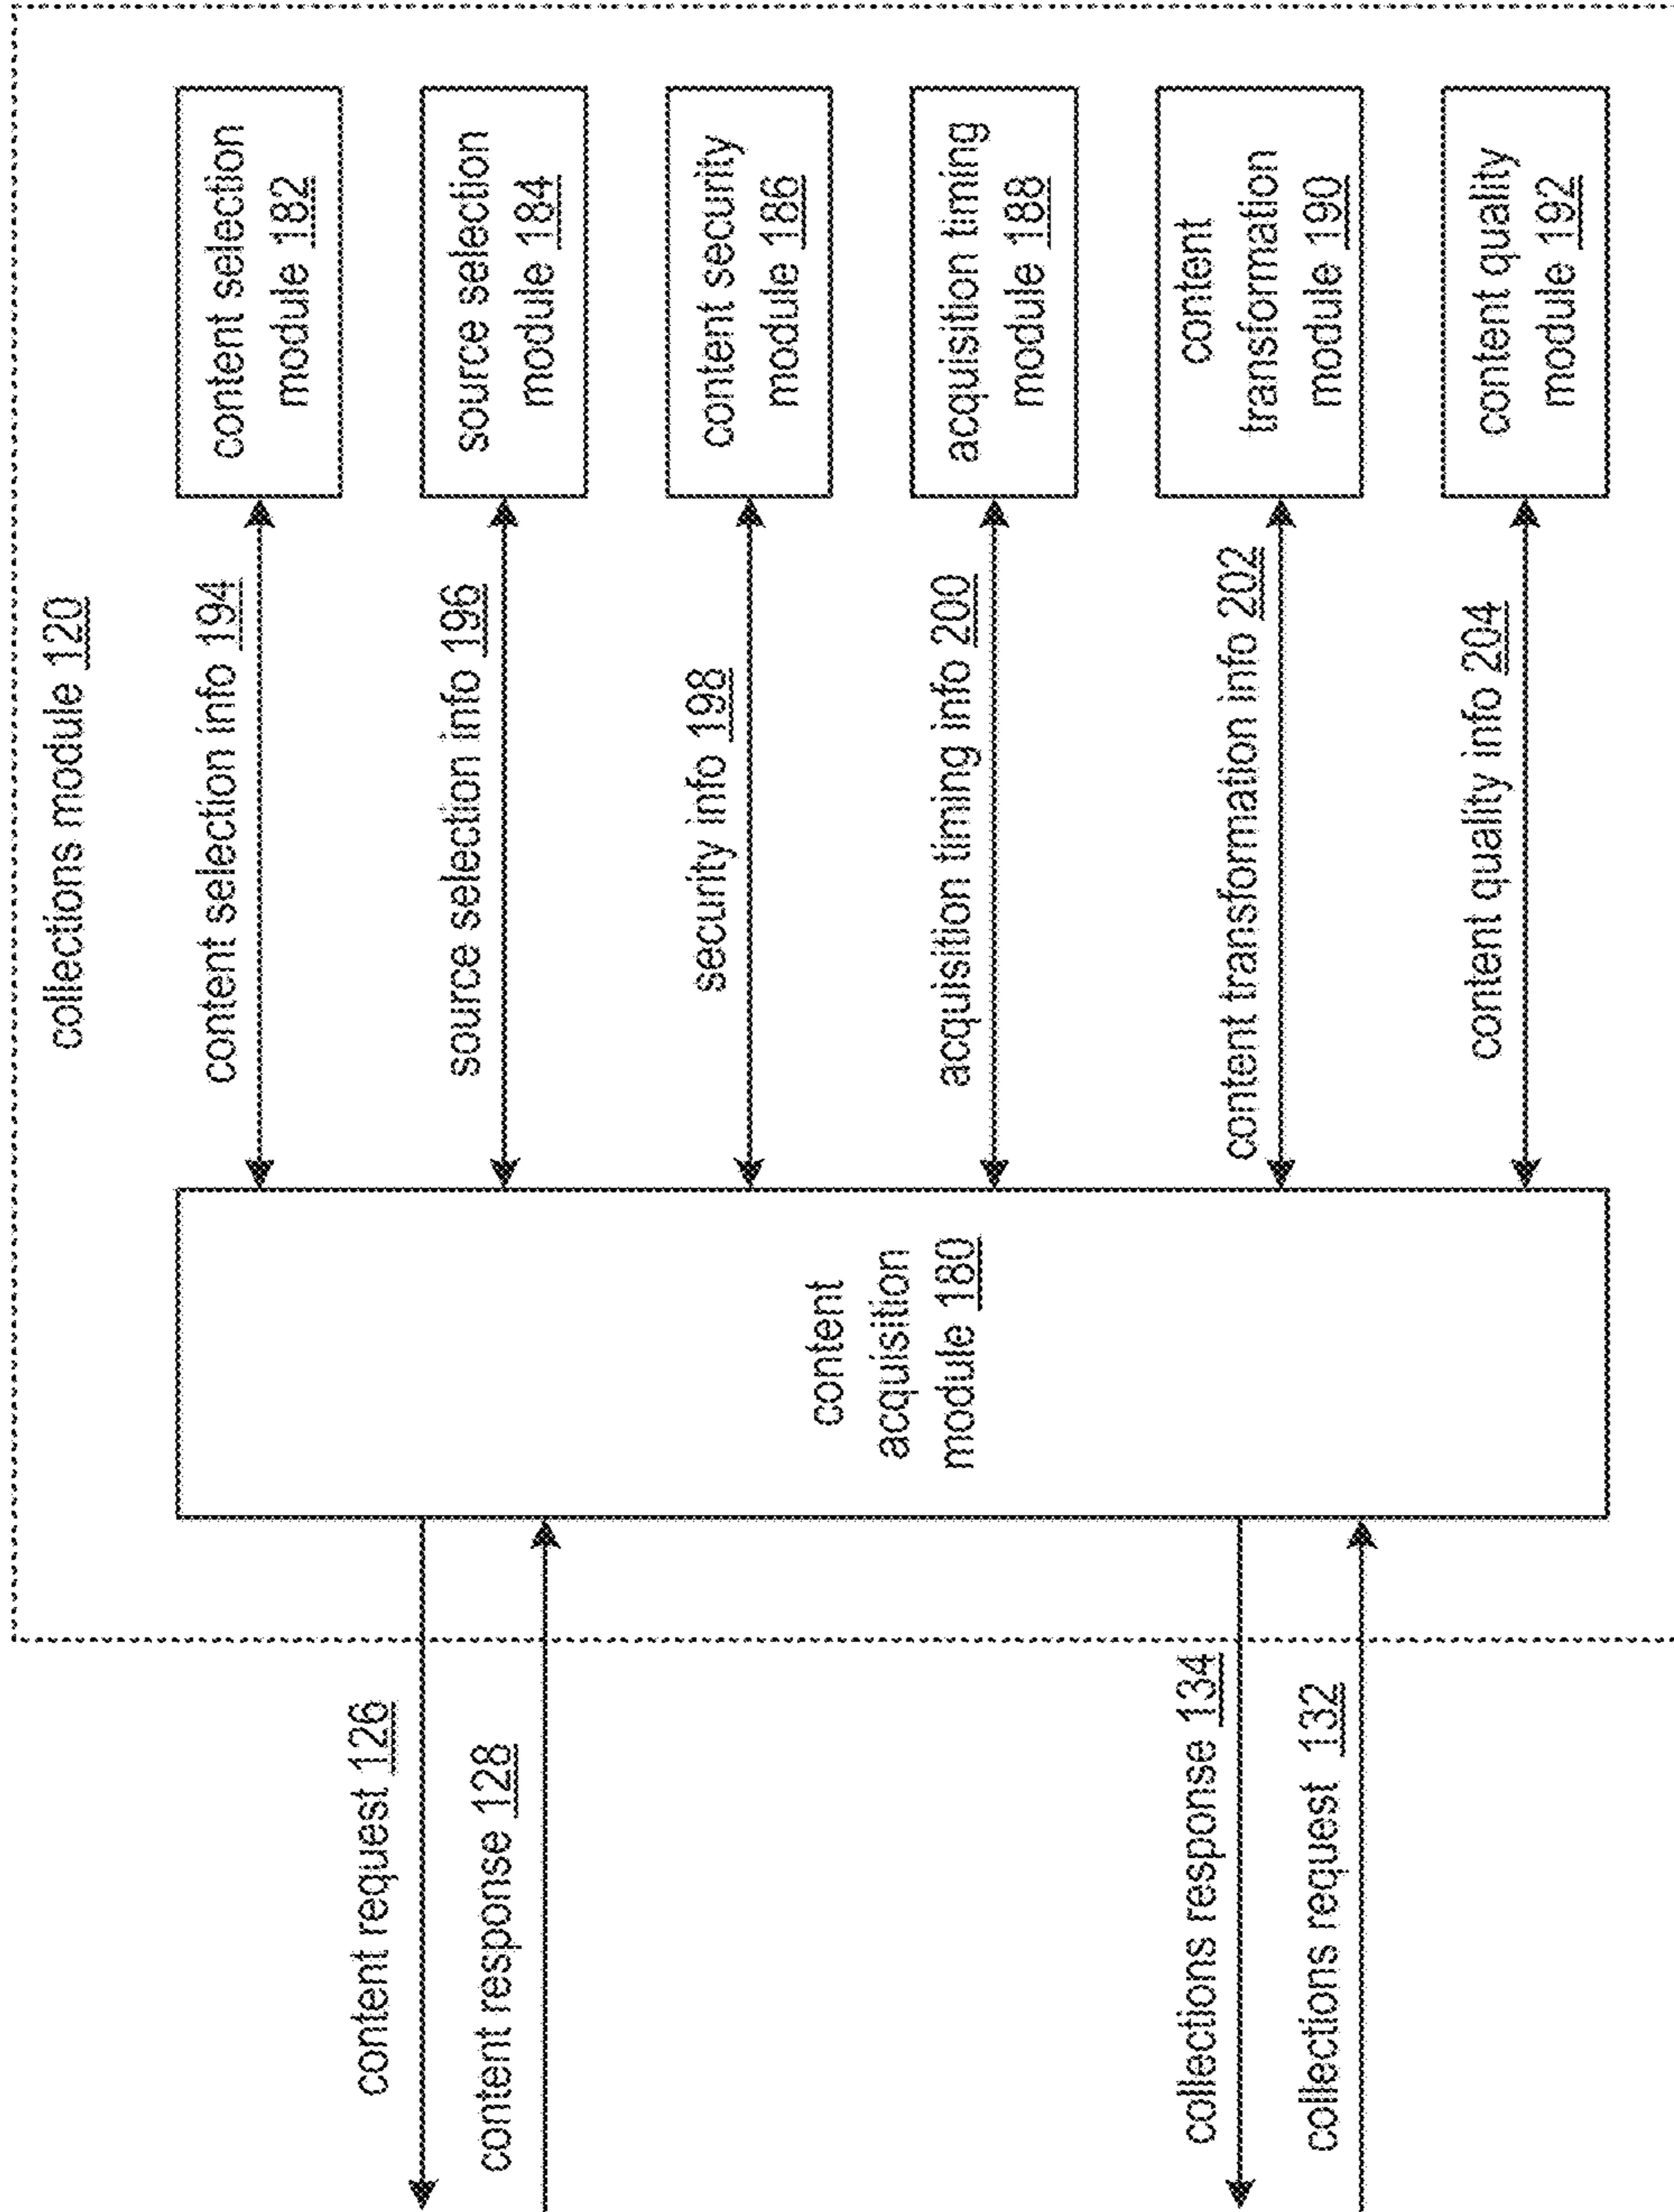 collections module 120
content request 126
content response 128
collections response 134
collections request 132
content
acquisition
module 180
content selection info 194
source selection info 196
security info 198
acquisition timing info 200
content transformation info 202
content quality info 204
content selection
module 182
source selection
module 184
content security
module 186
acquisition timing
module 188
content
transformation
module 190
content quality
module 192